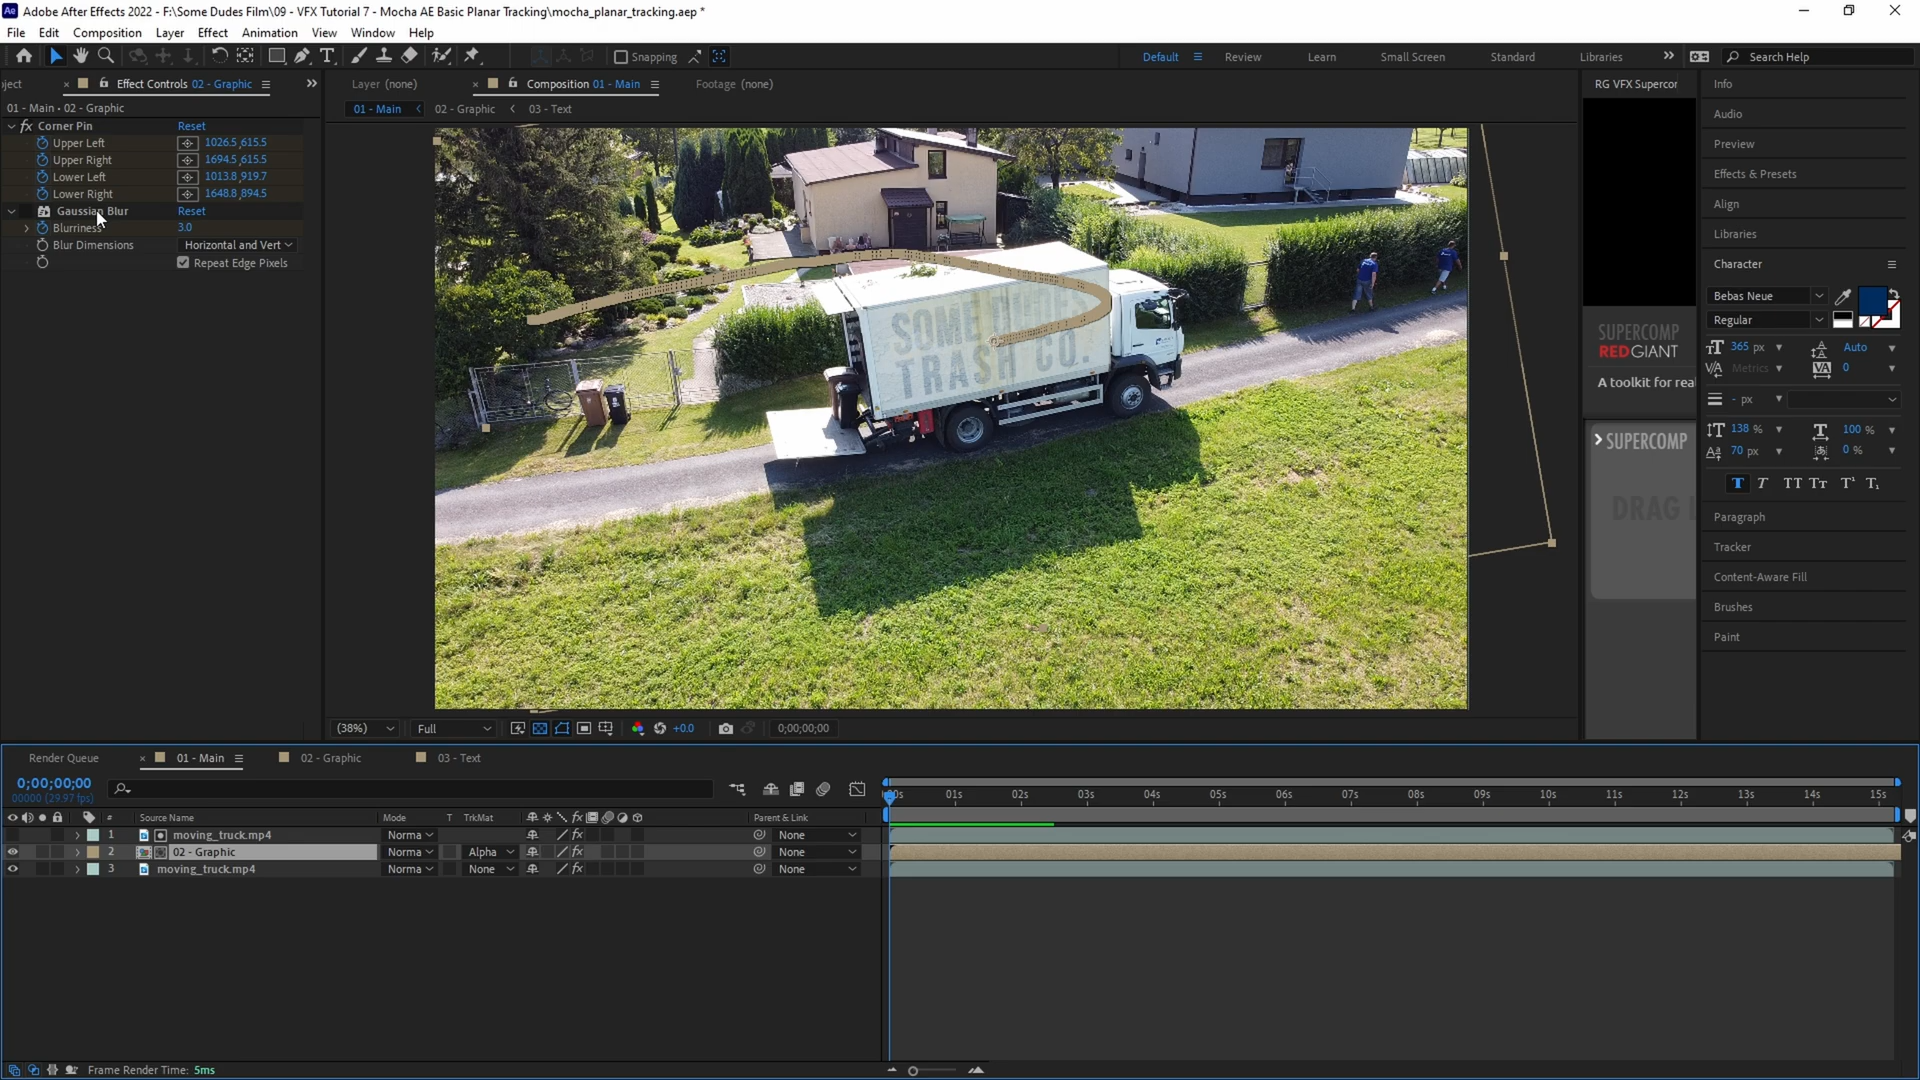 Adobe After Effects 2022 - F:\Some Dudes Film\09 - VFX Tutorial 7 - Mocha AE Basic Planar Tracking\mocha_planar_tracking.aep *
File Edit Composition Layer Effect Animation View Window Help
Snapping
Default Review Learn Small Screen Standard Libraries Search Help
ject Effect Controls 02 - Graphic
Layer (none) Composition 01 - Main Footage (none)
RG VFX Supercor
01 - Main • 02 - Graphic
01 - Main 02 - Graphic 03 - Text
Corner Pin Reset
Upper Left 1026.5 ,615.5
Upper Right 1694.5 ,615.5
Lower Left 1013.8 ,919.7
Lower Right 1648.8 ,894.5
Gaussian Blur Reset
Blurriness 3.0
Blur Dimensions Horizontal and Vert
Repeat Edge Pixels
SOME DUDES
TRASH CO.
SUPERCOMP
RED GIANT
A toolkit for real
SUPERCOMP
DRAG
Info
Audio
Preview
Effects & Presets
Align
Libraries
Character
Bebas Neue
Regular
365 px Auto
Metrics 0
- px
138 % 100 %
70 px 0 %
T T TT Tt T¹ T₁
Paragraph
Tracker
Content-Aware Fill
Brushes
Paint
(38%) Full +0.0 0;00;00;00
Render Queue 01 - Main 02 - Graphic 03 - Text
0;00;00;00
00000 (29.97 fps)
00s 01s 02s 03s 04s 05s 06s 07s 08s 09s 10s 11s 12s 13s 14s 15s
# Source Name Mode T TrkMat Parent & Link
1 moving_truck.mp4 Norma None
2 02 - Graphic Norma Alpha None
3 moving_truck.mp4 Norma None None
Frame Render Time: 5ms